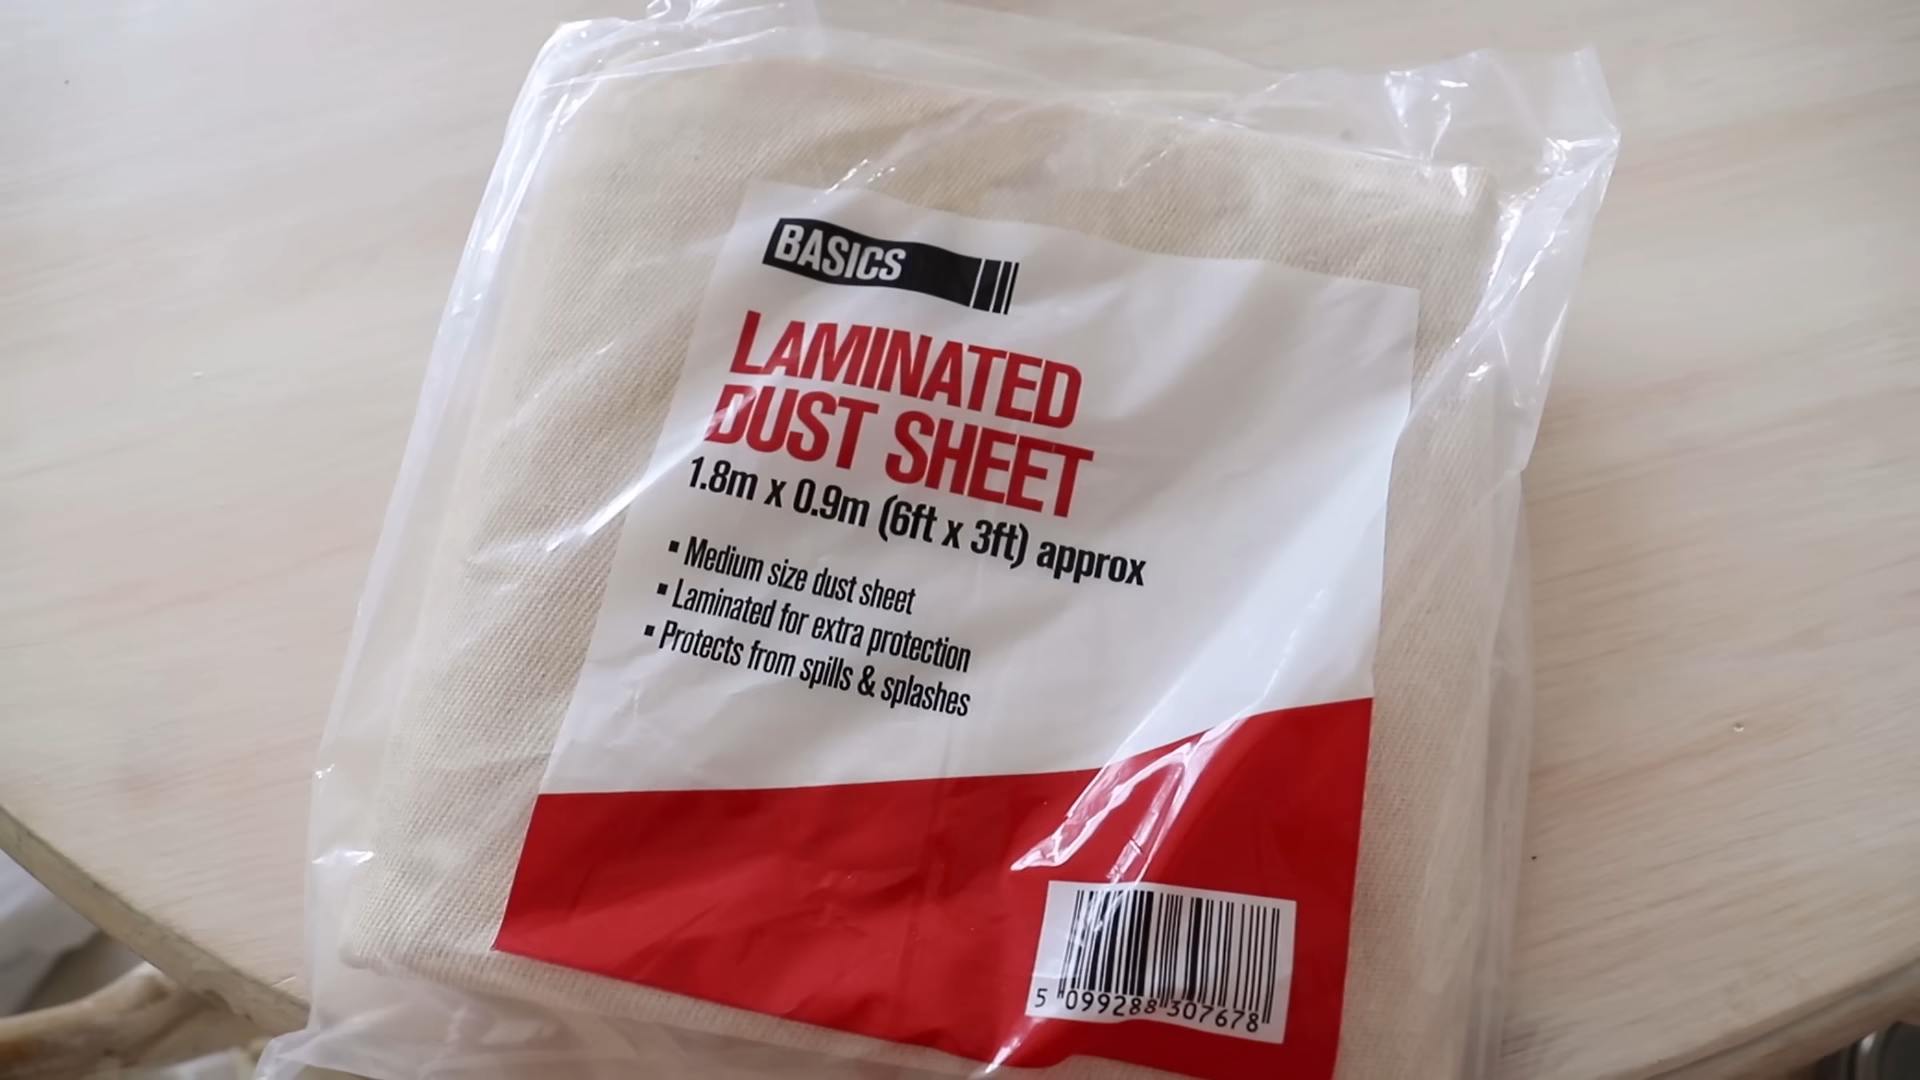 BASICS
LAMINATED
DUST SHEET
1.8m x 0.9m (6ft x 3ft) approx
▪ Medium size dust sheet
▪ Laminated for extra protection
▪ Protects from spills & splashes
5 099288 307678